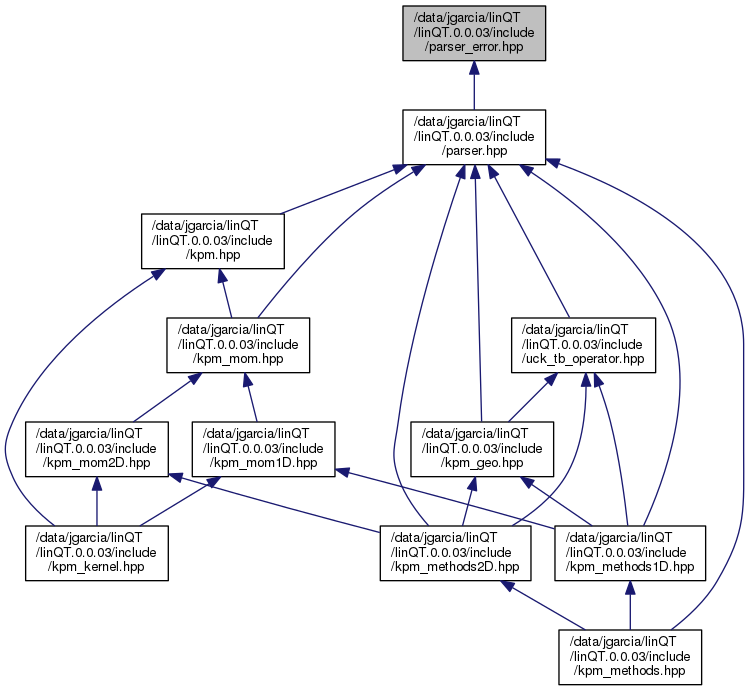 /data/jgarcia/linQT
/linQT.0.0.03/include
/parser_error.hpp
/data/jgarcia/linQT
/linQT.0.0.03/include
/parser.hpp
/data/jgarcia/linQT
/linQT.0.0.03/include
/kpm.hpp
/data/jgarcia/linQT
/linQT.0.0.03/include
/kpm_mom.hpp
/data/jgarcia/linQT
/linQT.0.0.03/include
/uck_tb_operator.hpp
/data/jgarcia/linQT
/linQT.0.0.03/include
/kpm_mom2D.hpp
/data/jgarcia/linQT
/linQT.0.0.03/include
/kpm_mom1D.hpp
/data/jgarcia/linQT
/linQT.0.0.03/include
/kpm_geo.hpp
/data/jgarcia/linQT
/linQT.0.0.03/include
/kpm_kernel.hpp
/data/jgarcia/linQT
/linQT.0.0.03/include
/kpm_methods2D.hpp
/data/jgarcia/linQT
/linQT.0.0.03/include
/kpm_methods1D.hpp
/data/jgarcia/linQT
/linQT.0.0.03/include
/kpm_methods.hpp